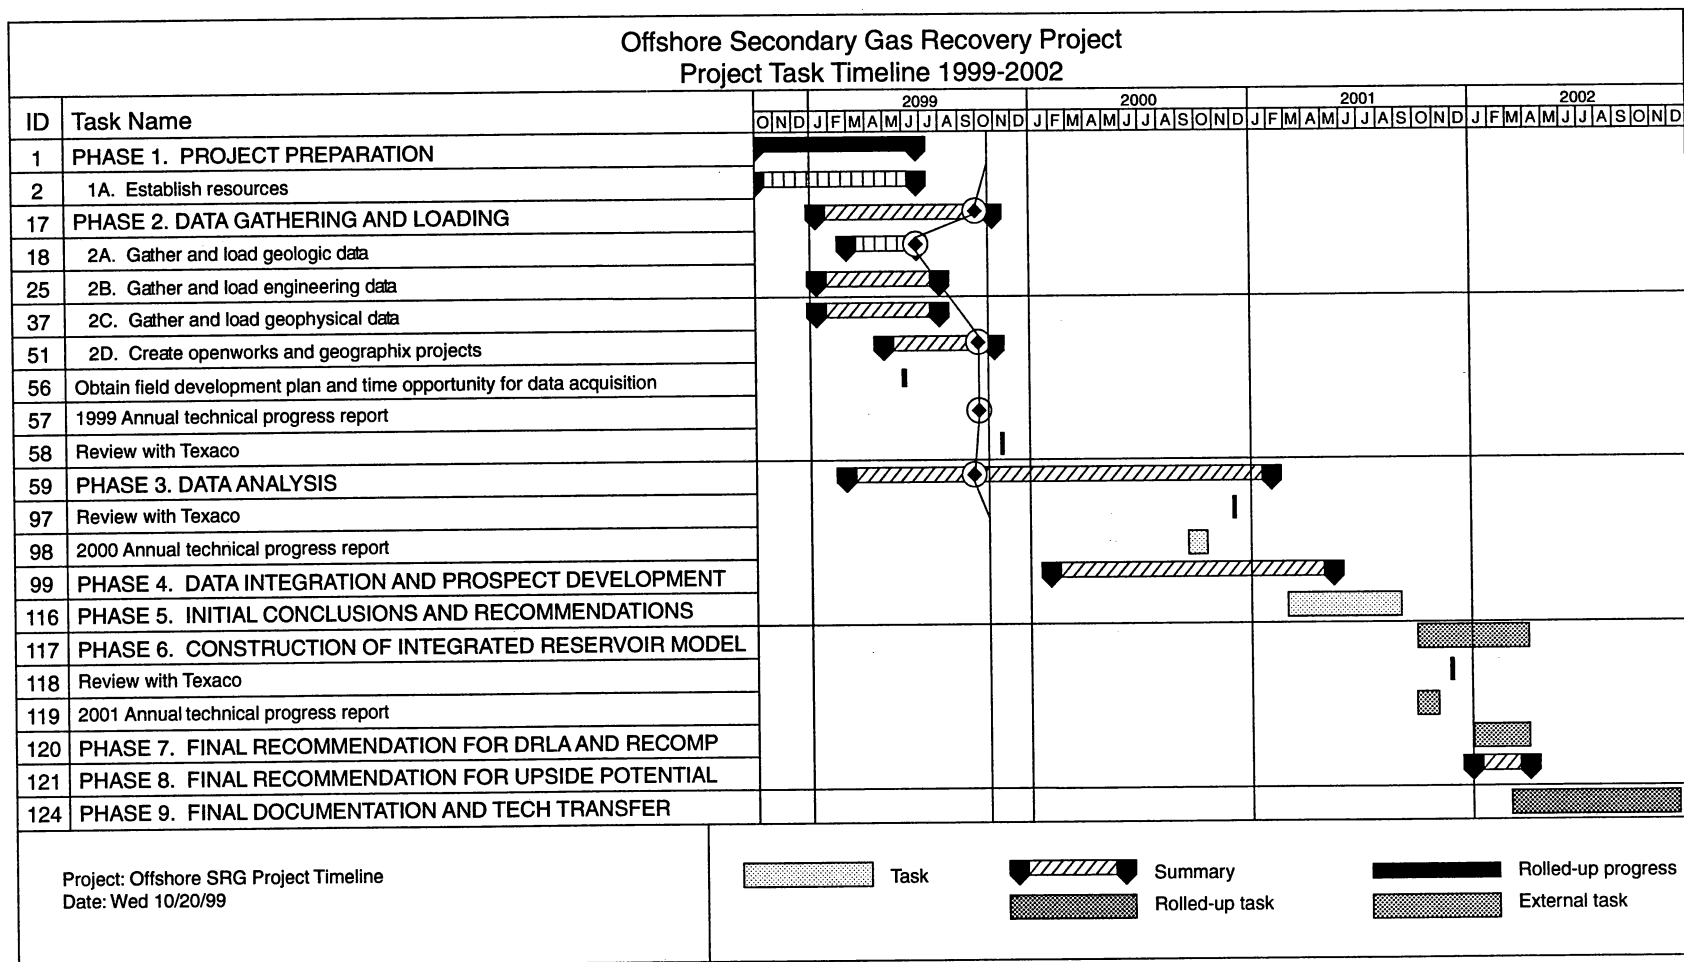 Offshore Secondary Gas Recovery Project
Project Task Timeline 1999-2002
2099 2000 2001 2002
ID Task Name O N D J F M A M J J A S O N D J F M A M J J A S O N D J F M A M J J A S O N D J F M A M J J A S O N D
1 PHASE 1. PROJECT PREPARATION
2 1A. Establish resources
17 PHASE 2. DATA GATHERING AND LOADING
18 2A. Gather and load geologic data
25 2B. Gather and load engineering data
37 2C. Gather and load geophysical data
51 2D. Create openworks and geographix projects
56 Obtain field development plan and time opportunity for data acquisition
57 1999 Annual technical progress report
58 Review with Texaco
59 PHASE 3. DATA ANALYSIS
97 Review with Texaco
98 2000 Annual technical progress report
99 PHASE 4. DATA INTEGRATION AND PROSPECT DEVELOPMENT
116 PHASE 5. INITIAL CONCLUSIONS AND RECOMMENDATIONS
117 PHASE 6. CONSTRUCTION OF INTEGRATED RESERVOIR MODEL
118 Review with Texaco
119 2001 Annual technical progress report
120 PHASE 7. FINAL RECOMMENDATION FOR DRLA AND RECOMP
121 PHASE 8. FINAL RECOMMENDATION FOR UPSIDE POTENTIAL
124 PHASE 9. FINAL DOCUMENTATION AND TECH TRANSFER
Project: Offshore SRG Project Timeline
Date: Wed 10/20/99
Task Summary Rolled-up progress
Rolled-up task External task